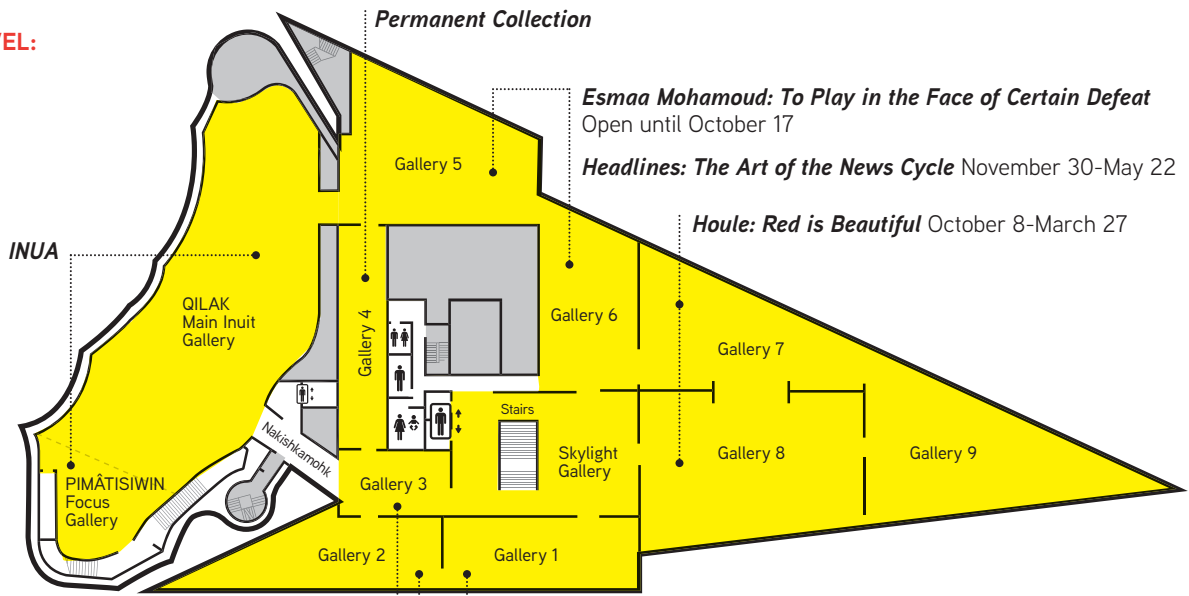 VEL:
Permanent Collection
Esmaa Mohamoud: To Play in the Face of Certain Defeat
Open until October 17
Headlines: The Art of the News Cycle November 30-May 22
Houle: Red is Beautiful October 8-March 27
INUA
Gallery 5
QILAK
Main Inuit
Gallery
Gallery 4
Gallery 6
Gallery 7
Stairs
Skylight
Gallery
Gallery 8
Gallery 9
Nakishkamohk
PIMÂTISIWIN
Focus
Gallery
Gallery 3
Gallery 2
Gallery 1